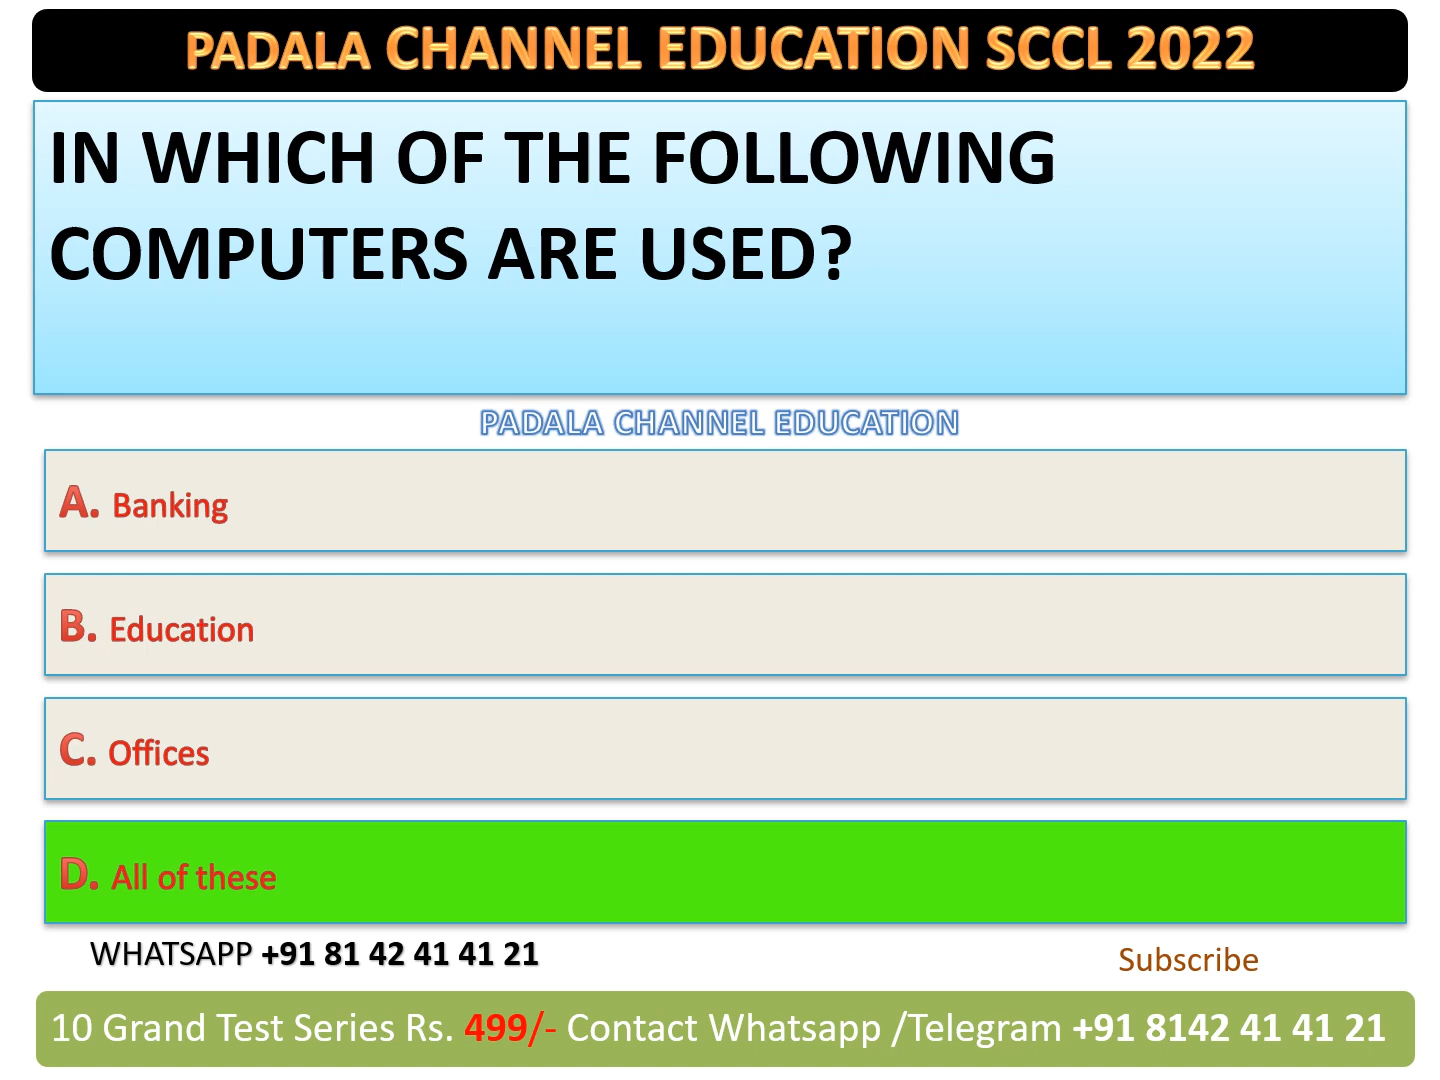 PADALA CHANNEL EDUCATION SCCL 2022
IN WHICH OF THE FOLLOWING
COMPUTERS ARE USED?
PADALA CHANNEL EDUCATION
A. Banking
B. Education
C. Offices
D. All of these
WHATSAPP +91 81 42 41 41 21
Subscribe
10 Grand Test Series Rs. 499/- Contact Whatsapp /Telegram +91 8142 41 41 21